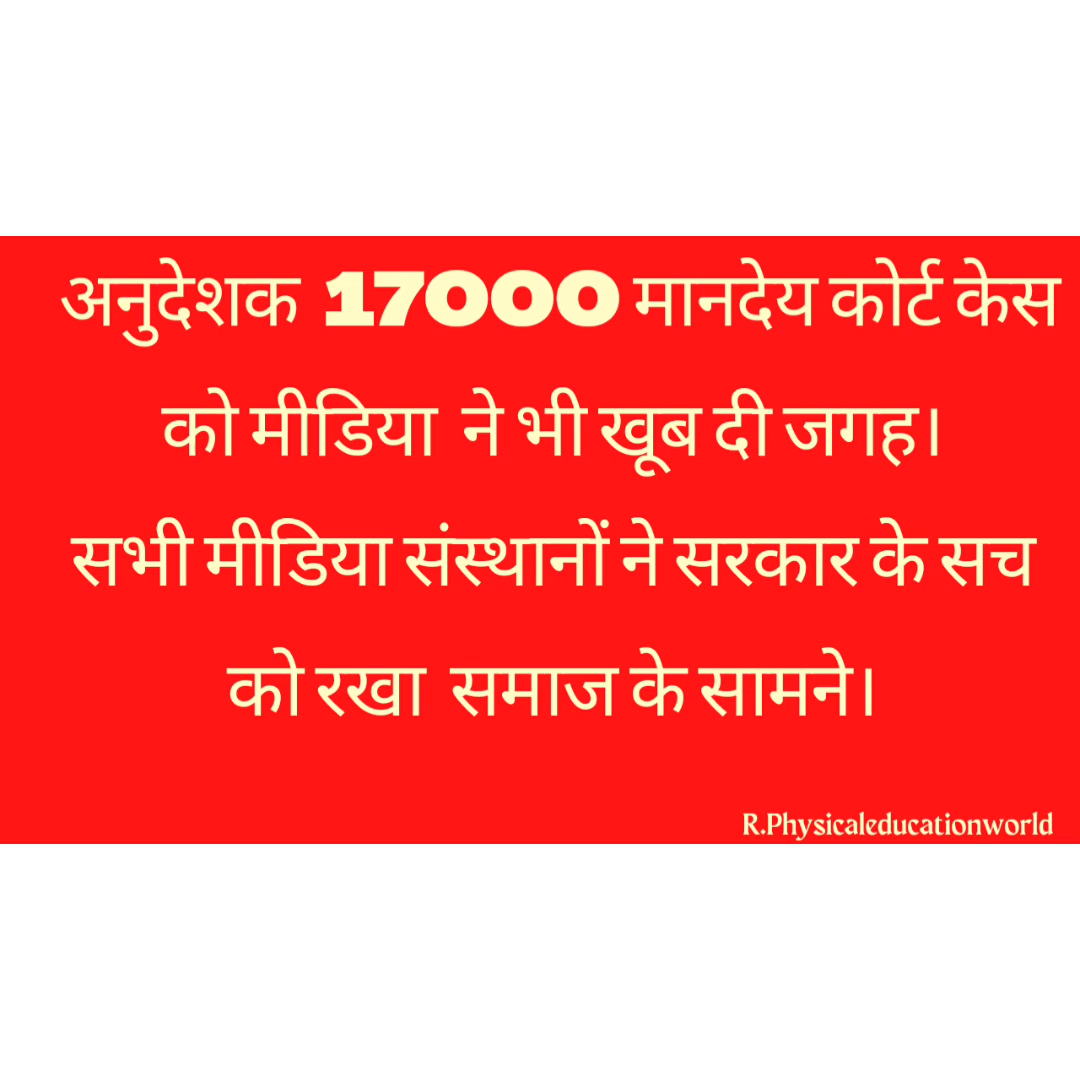 अनुदेशक 17000 मानदेय कोर्ट केस
को मीडिया ने भी खूब दी जगह।
सभी मीडिया संस्थानों ने सरकार के सच
को रखा समाज के सामने।
R.Physicaleducationworld